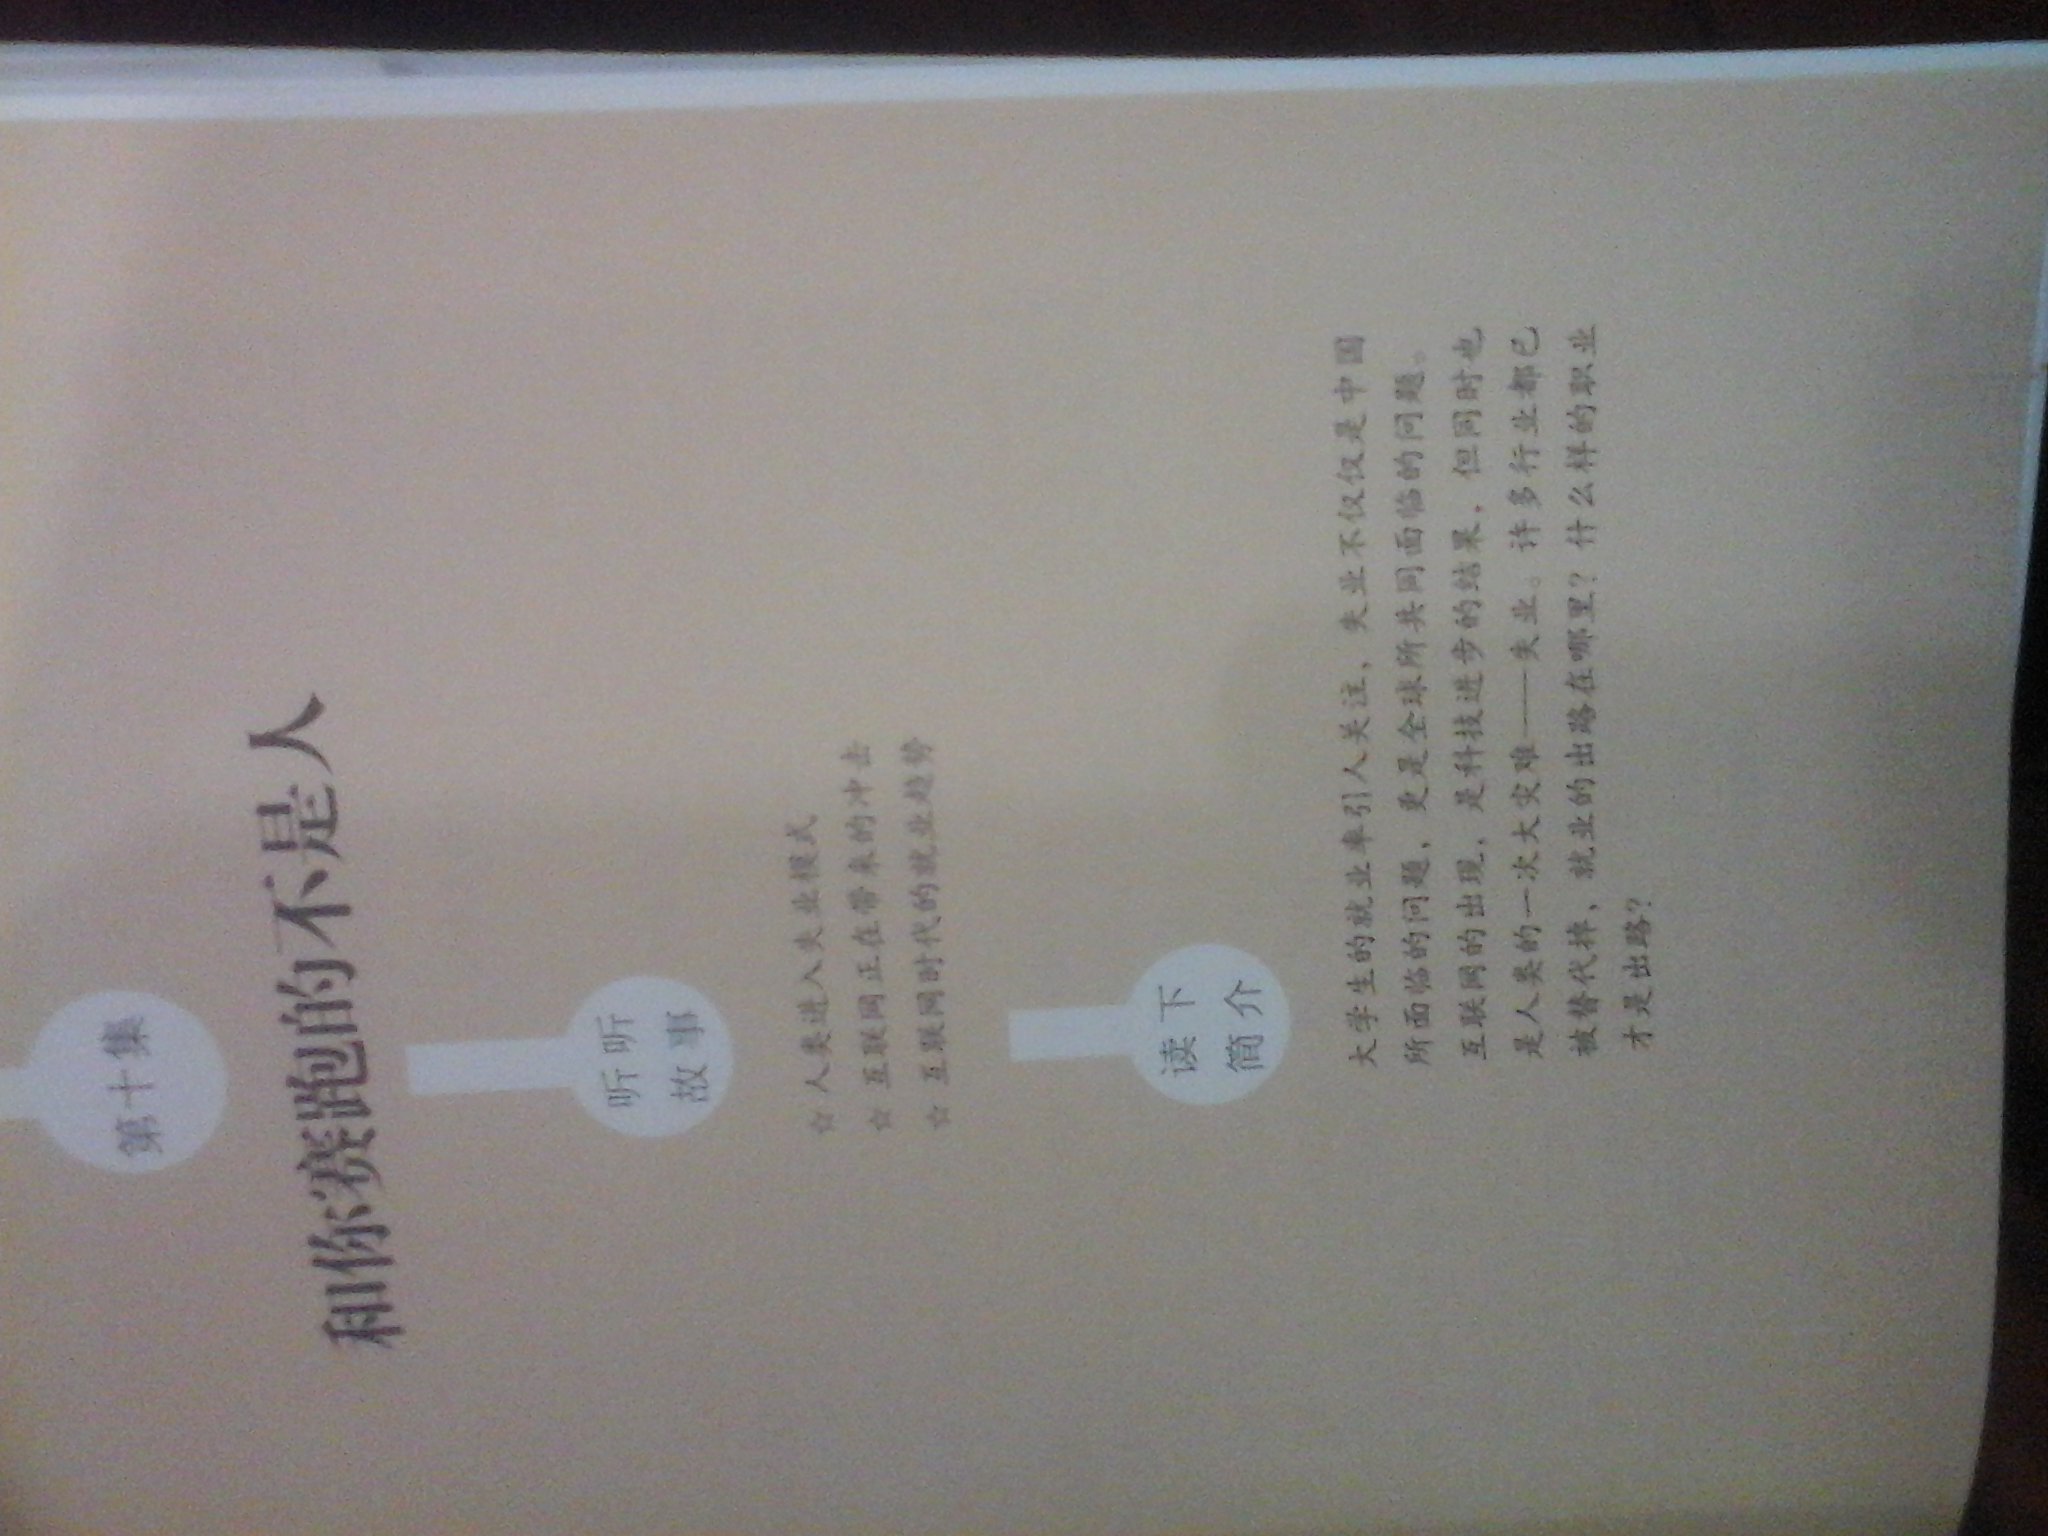 第十集
和你赛跑的不是人
听听
故事
☆ 人类进入失业模式
☆ 互联网正在带来的冲击
☆ 互联网时代的就业趋势
读下
简介
大学生的就业率引人关注，失业不仅仅是中国
所面临的问题，更是全球所共同面临的问题。
互联网的出现，是科技进步的结果，但同时也
是人类的一次大灾难——失业。许多行业都已
被替代掉，就业的出路在哪里？什么样的职业
才是出路？